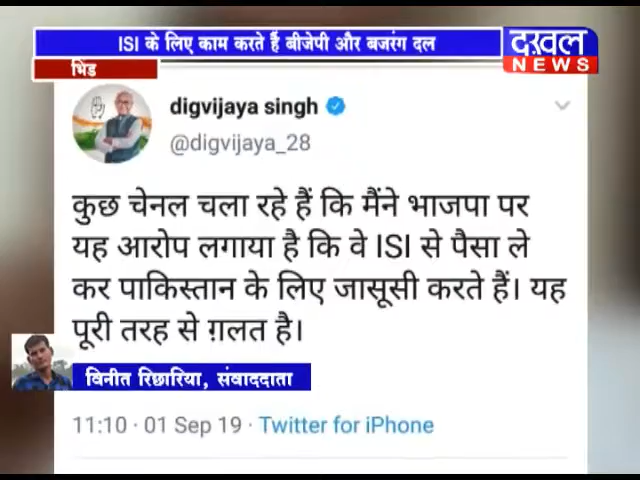 ISI के लिए काम करते हैं बीजेपी और बजरंग दल
दख़ल
NEWS
भिंड
digvijaya singh
@digvijaya_28
कुछ चेनल चला रहे हैं कि मैंने भाजपा पर
यह आरोप लगाया है कि वे ISI से पैसा ले
कर पाकिस्तान के लिए जासूसी करते हैं। यह
पूरी तरह से ग़लत है।
विनीत रिछारिया, संवाददाता
11:10 · 01 Sep 19 · Twitter for iPhone